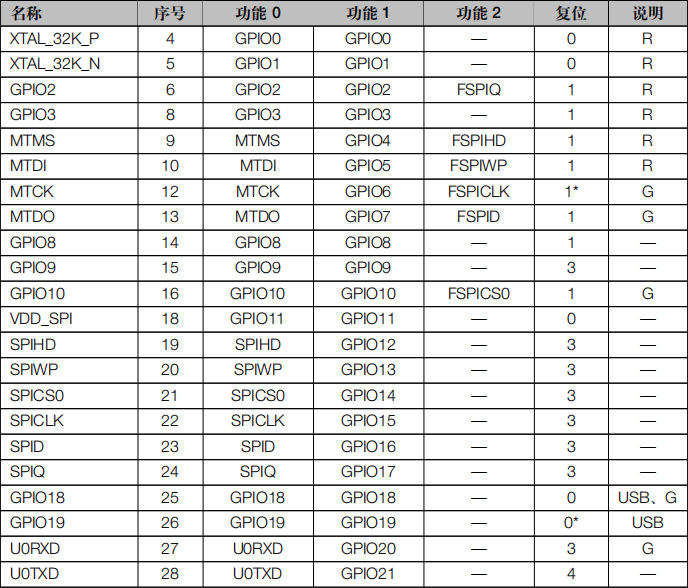 名称 序号 功能 0 功能 1 功能 2 复位 说明
XTAL_32K_P 4 GPIO0 GPIO0 — 0 R
XTAL_32K_N 5 GPIO1 GPIO1 — 0 R
GPIO2 6 GPIO2 GPIO2 FSPIQ 1 R
GPIO3 8 GPIO3 GPIO3 — 1 R
MTMS 9 MTMS GPIO4 FSPIHD 1 R
MTDI 10 MTDI GPIO5 FSPIWP 1 R
MTCK 12 MTCK GPIO6 FSPICLK 1* G
MTDO 13 MTDO GPIO7 FSPID 1 G
GPIO8 14 GPIO8 GPIO8 — 1 —
GPIO9 15 GPIO9 GPIO9 — 3 —
GPIO10 16 GPIO10 GPIO10 FSPICS0 1 G
VDD_SPI 18 GPIO11 GPIO11 — 0 —
SPIHD 19 SPIHD GPIO12 — 3 —
SPIWP 20 SPIWP GPIO13 — 3 —
SPICS0 21 SPICS0 GPIO14 — 3 —
SPICLK 22 SPICLK GPIO15 — 3 —
SPID 23 SPID GPIO16 — 3 —
SPIQ 24 SPIQ GPIO17 — 3 —
GPIO18 25 GPIO18 GPIO18 — 0 USB、G
GPIO19 26 GPIO19 GPIO19 — 0* USB
U0RXD 27 U0RXD GPIO20 — 3 G
U0TXD 28 U0TXD GPIO21 — 4 —